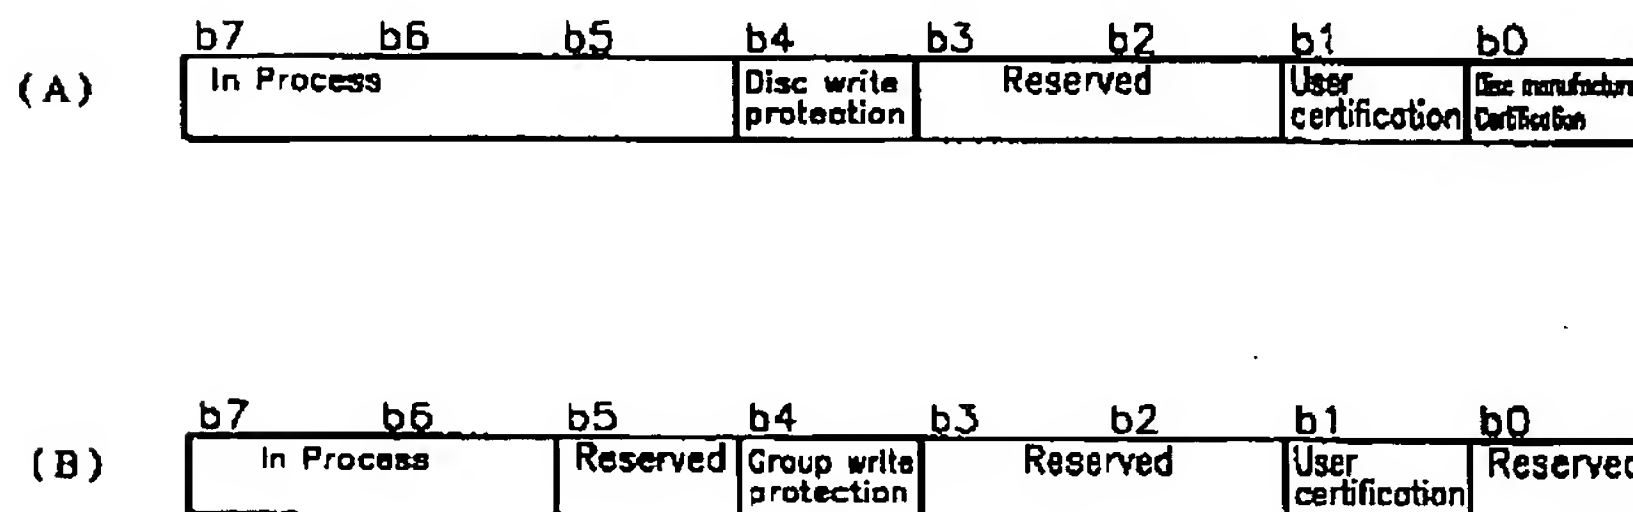 b7 b6 b5 b4 b3 b2 b1 b0
(A) In Process Disc write Reserved User Disc manufactur
protection certification Certification
b7 b6 b5 b4 b3 b2 b1 b0
(B) In Process Reserved Group write Reserved User Reserved
protection certification